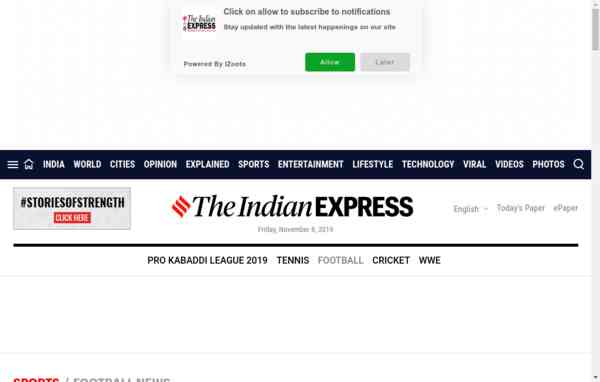 Click on allow to subscribe to notifications
The Indian EXPRESS
Stay updated with the latest happenings on our site
Powered By iZooto
Allow
Later
INDIA WORLD CITIES OPINION EXPLAINED SPORTS ENTERTAINMENT LIFESTYLE TECHNOLOGY VIRAL VIDEOS PHOTOS
#STORIESOFSTRENGTH
CLICK HERE
The Indian EXPRESS
English Today's Paper ePaper
Friday, November 8, 2019
PRO KABADDI LEAGUE 2019 TENNIS FOOTBALL CRICKET WWE
SPORTS / FOOTBALL NEWS